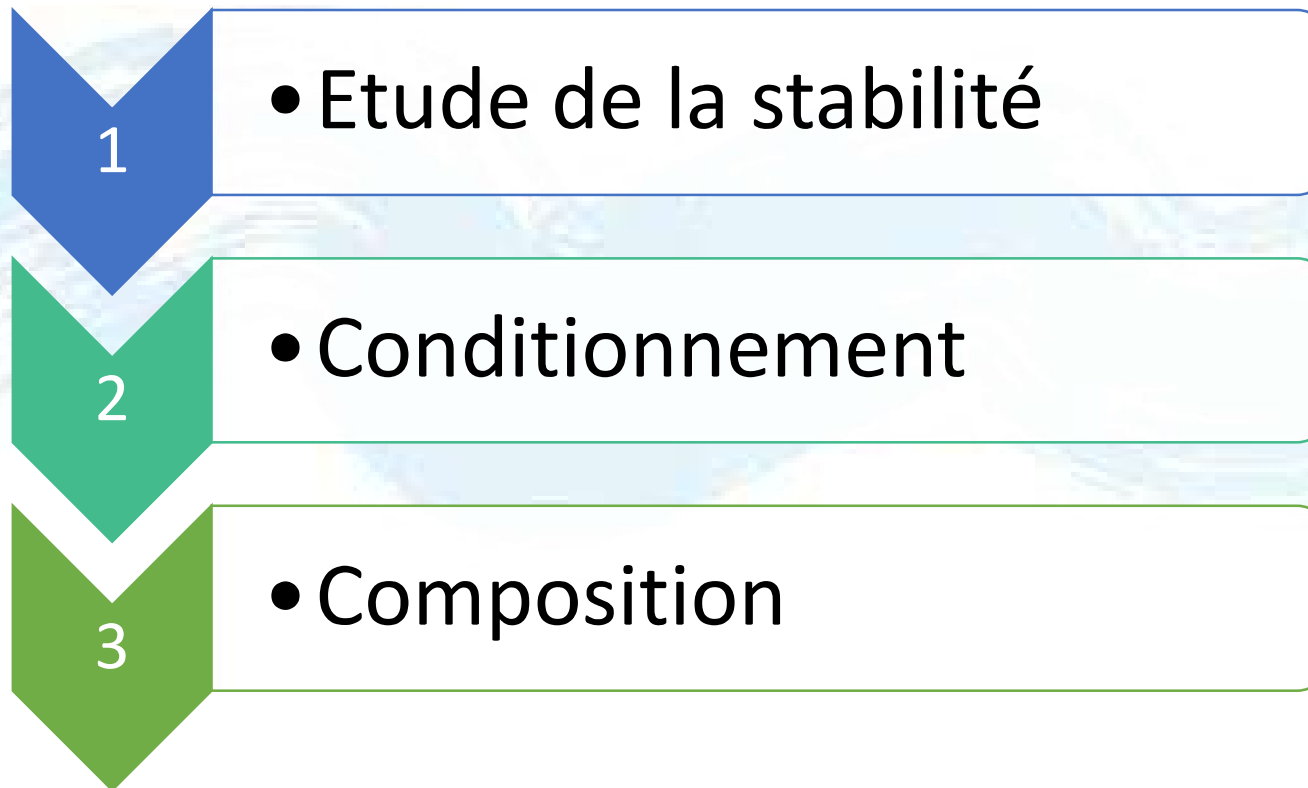 1
• Etude de la stabilité
2
• Conditionnement
3
• Composition